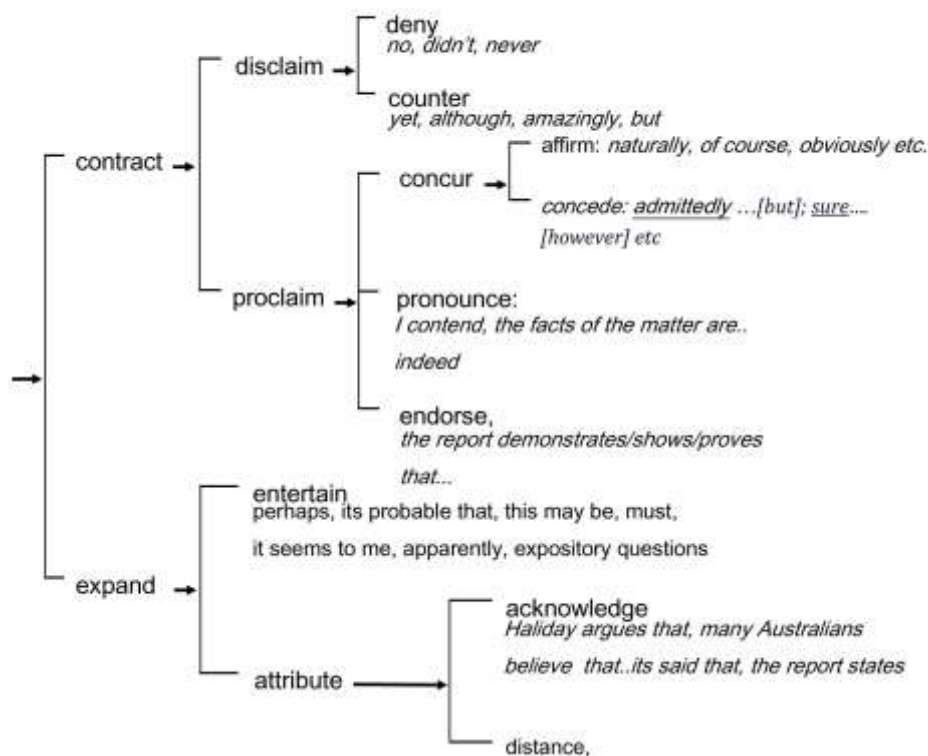 deny
no, didn't, never
disclaim
counter
yet, although, amazingly, but
contract
affirm: naturally, of course, obviously etc.
concur
concede: admittedly …[but]; sure....
[however] etc
proclaim
pronounce:
I contend, the facts of the matter are..
indeed
endorse,
the report demonstrates/shows/proves
that...
entertain
perhaps, its probable that, this may be, must,
it seems to me, apparently, expository questions
expand
acknowledge
Haliday argues that, many Australians
believe that..its said that, the report states
attribute
distance,